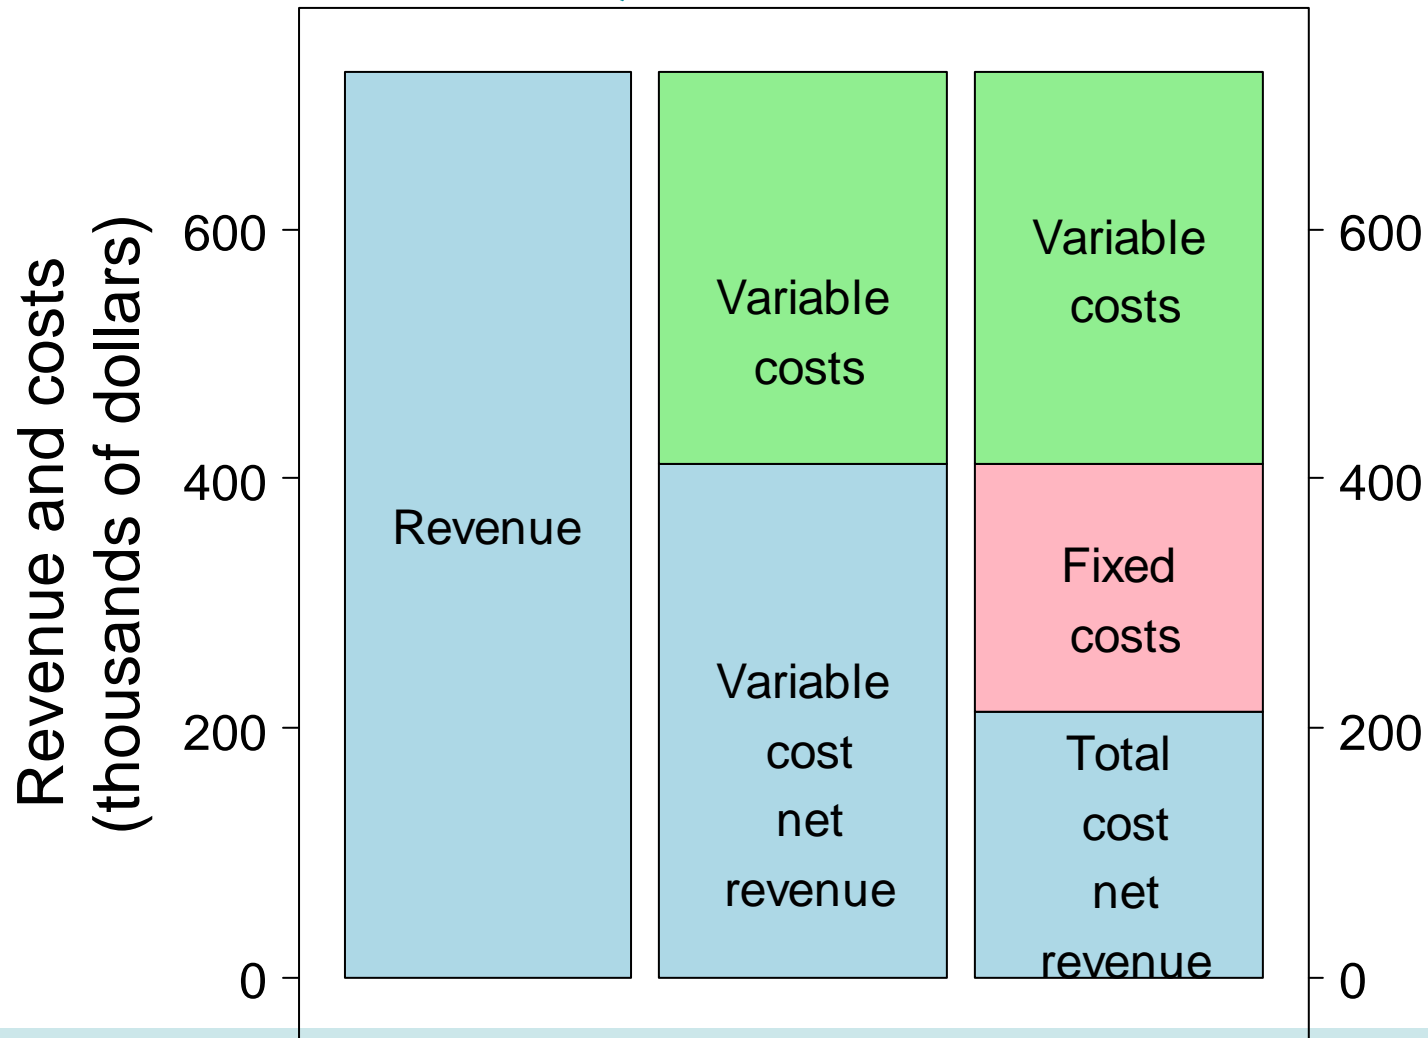 Revenue and costs
(thousands of dollars)
600
400
200
0
Revenue
Variable
costs
Variable
cost
net
revenue
Variable
costs
Fixed
costs
Total
cost
net
revenue
600
400
200
0